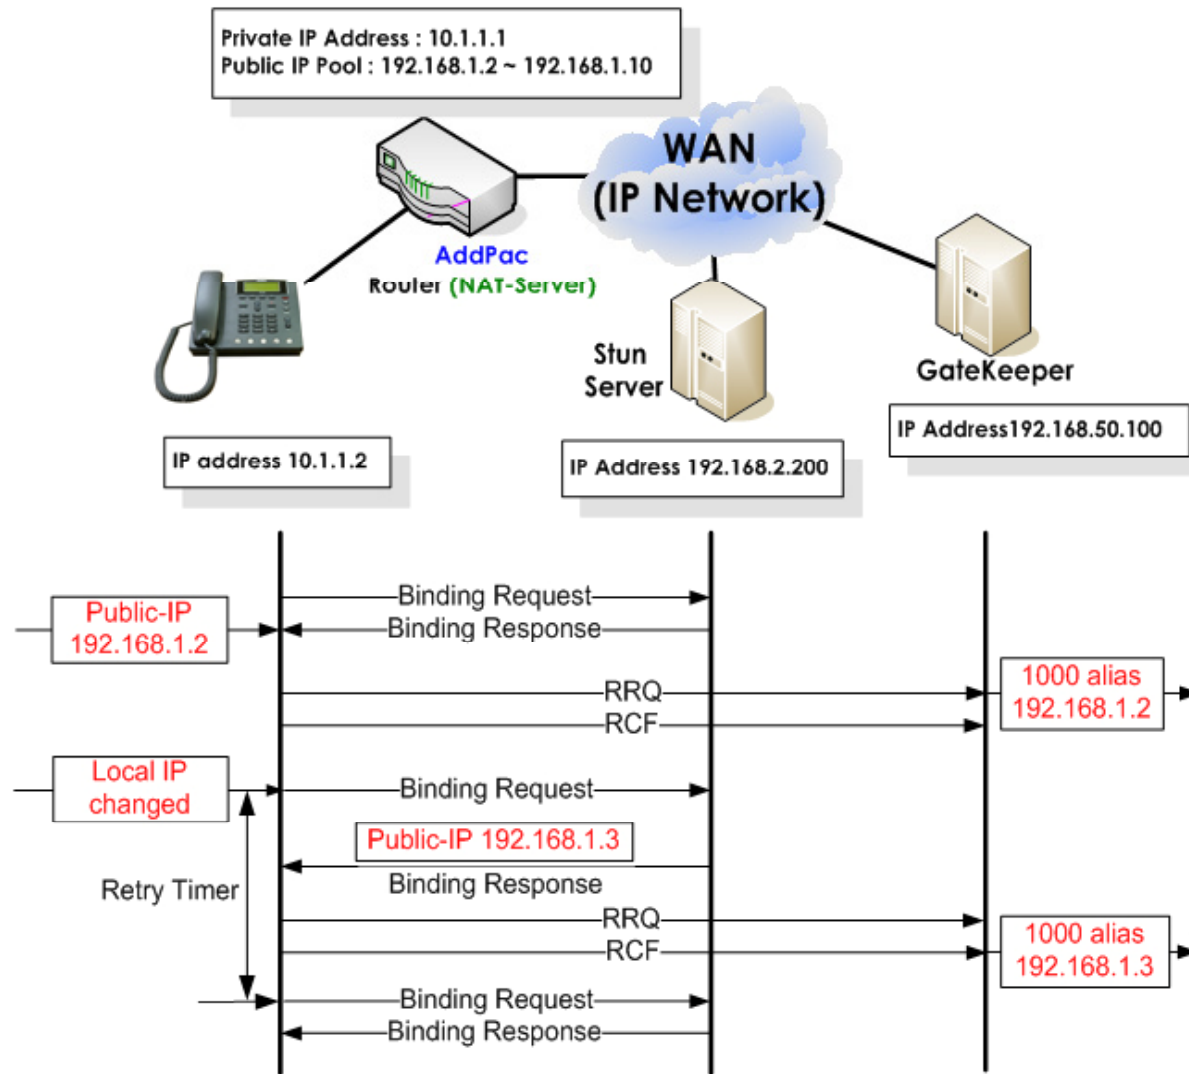 Private IP Address : 10.1.1.1
Public IP Pool : 192.168.1.2 ~ 192.168.1.10
WAN
(IP Network)
AddPac
Router (NAT-Server)
Stun
Server
GateKeeper
IP address 10.1.1.2
IP Address 192.168.2.200
IP Address192.168.50.100
Binding Request
Public-IP
192.168.1.2
Binding Response
RRQ
1000 alias
192.168.1.2
RCF
Local IP
changed
Binding Request
Public-IP 192.168.1.3
Binding Response
Retry Timer
RRQ
RCF
1000 alias
192.168.1.3
Binding Request
Binding Response